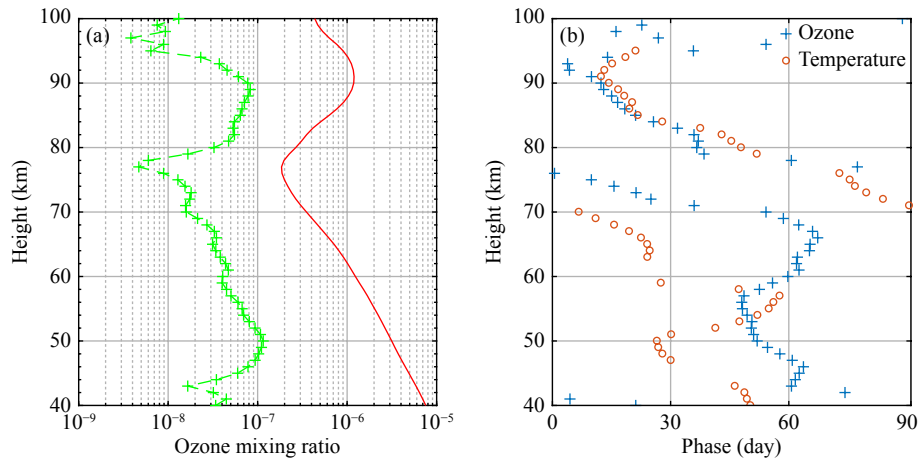 (a)
100
90
80
70
60
50
40
Height (km)
10⁻⁹ 10⁻⁸ 10⁻⁷ 10⁻⁶ 10⁻⁵
Ozone mixing ratio
(b)
Ozone
Temperature
100
90
80
70
60
50
40
Height (km)
0 30 60 90
Phase (day)